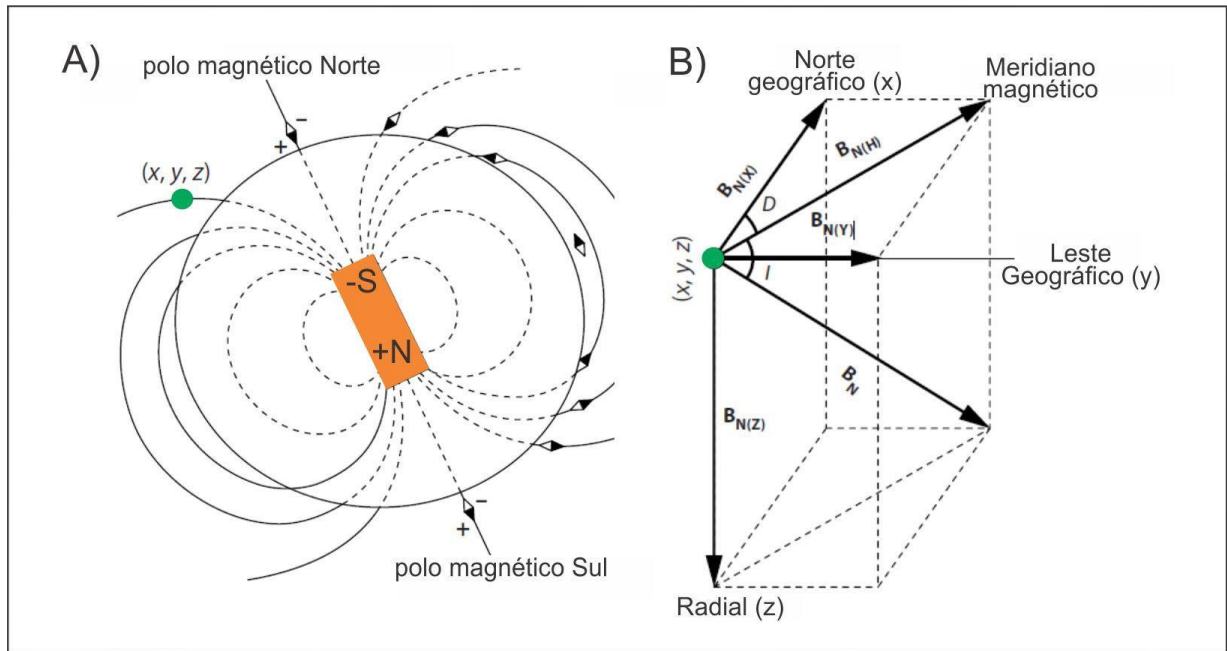 A)
polo magnético Norte
−
+
(x, y, z)
-S
+N
−
+
polo magnético Sul
B)
Norte
geográfico (x)
Meridiano
magnético
B_N(X)
B_N(H)
D
B_N(Y)|
(x, y, z)
I
Leste
Geográfico (y)
B_N
B_N(Z)
Radial (z)